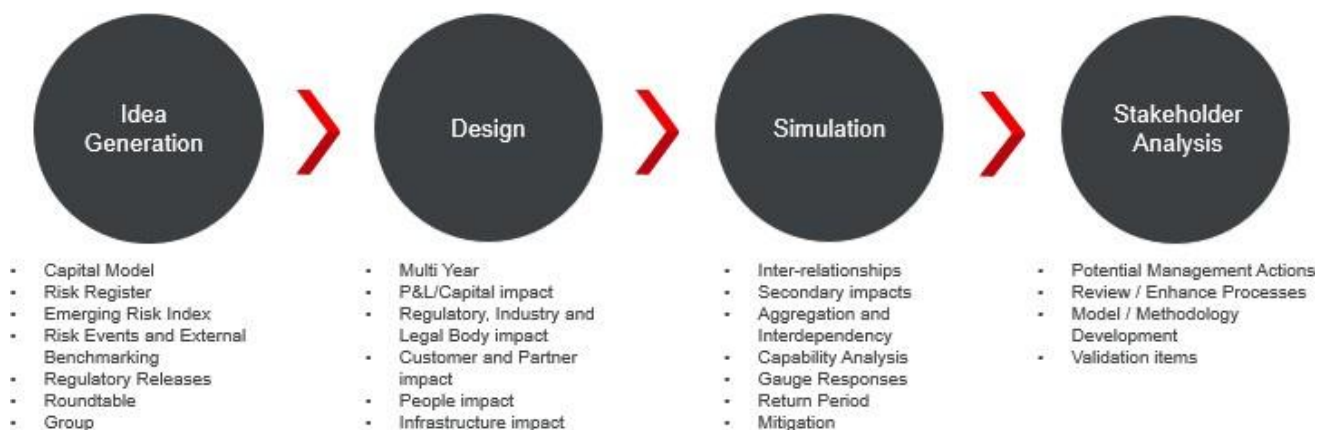 Idea
Generation
Design
Simulation
Stakeholder
Analysis
- Capital Model
- Risk Register
- Emerging Risk Index
- Risk Events and External
Benchmarking
- Regulatory Releases
- Roundtable
- Group
- Multi Year
- P&L/Capital impact
- Regulatory, Industry and
Legal Body impact
- Customer and Partner
impact
- People impact
- Infrastructure impact
- Inter-relationships
- Secondary impacts
- Aggregation and
Interdependency
- Capability Analysis
- Gauge Responses
- Return Period
- Mitigation
- Potential Management Actions
- Review / Enhance Processes
- Model / Methodology
Development
- Validation items